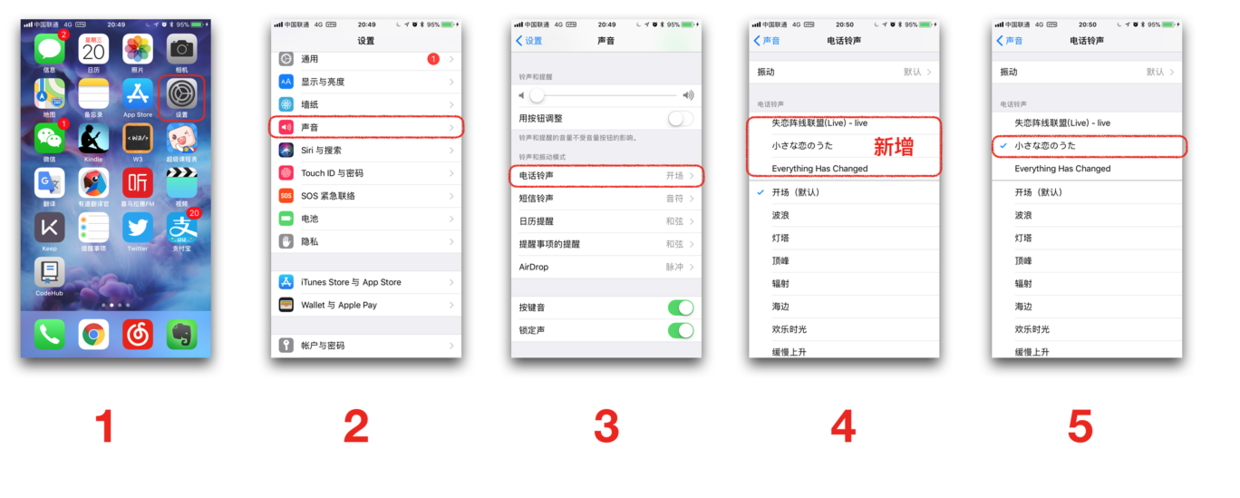 中国联通 4G VPN 20:49 95%
2
星期三
20
信息 日历 照片 相机
地图 备忘录 App Store 设置
1
<W3/>
微信 Kindle W3 超级课程表
听
翻译 有道翻译官 喜马拉雅FM 视频
20
支
Keep 提醒事项 Twitter 支付宝
CodeHub
1
中国联通 4G VPN 20:49 95%
设置
通用 1
AA 显示与亮度
墙纸
声音
Siri 与搜索
Touch ID 与密码
SOS SOS 紧急联络
电池
隐私
iTunes Store 与 App Store
Wallet 与 Apple Pay
帐户与密码
2
中国联通 4G VPN 20:49 95%
设置 声音
铃声和提醒
用按钮调整
铃声和提醒的音量不受音量按钮的影响。
铃声和振动模式
电话铃声 开场
短信铃声 音符
日历提醒 和弦
提醒事项的提醒 和弦
AirDrop 脉冲
按键音
锁定声
3
中国联通 4G VPN 20:50 95%
声音 电话铃声
振动 默认
电话铃声
失恋阵线联盟(Live) - live
小さな恋のうた
新增
Everything Has Changed
开场（默认）
波浪
灯塔
顶峰
辐射
海边
欢乐时光
缓慢上升
4
中国联通 4G VPN 20:50 95%
声音 电话铃声
振动 默认
电话铃声
失恋阵线联盟(Live) - live
小さな恋のうた
Everything Has Changed
开场（默认）
波浪
灯塔
顶峰
辐射
海边
欢乐时光
缓慢上升
5